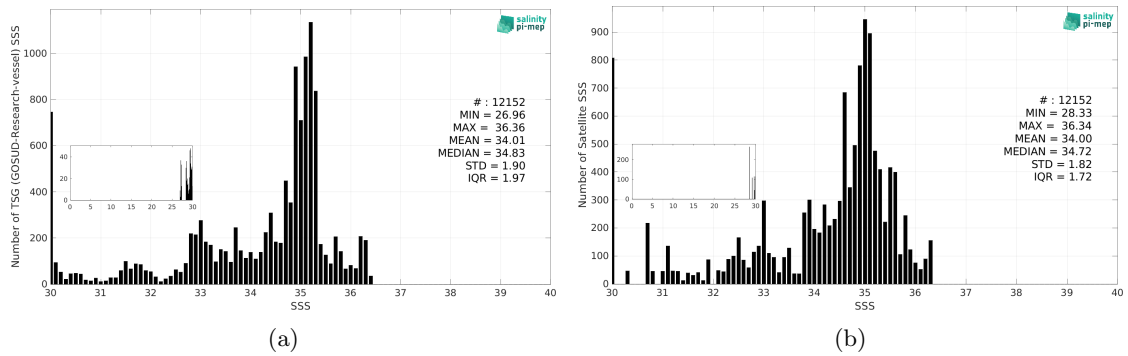 salinity
pi-mep
Number of TSG (GOSUD-Research-vessel) SSS
1000
800
600
400
200
0
# : 12152
MIN = 26.96
MAX = 36.36
MEAN = 34.01
MEDIAN = 34.83
STD = 1.90
IQR = 1.97
40
20
0
0 5 10 15 20 25 30
30 31 32 33 34 35 36 37 38 39 40
SSS
(a)
salinity
pi-mep
Number of Satellite SSS
900
800
700
600
500
400
300
200
100
0
# : 12152
MIN = 28.33
MAX = 36.34
MEAN = 34.00
MEDIAN = 34.72
STD = 1.82
IQR = 1.72
200
100
0
0 5 10 15 20 25 30
30 31 32 33 34 35 36 37 38 39 40
SSS
(b)